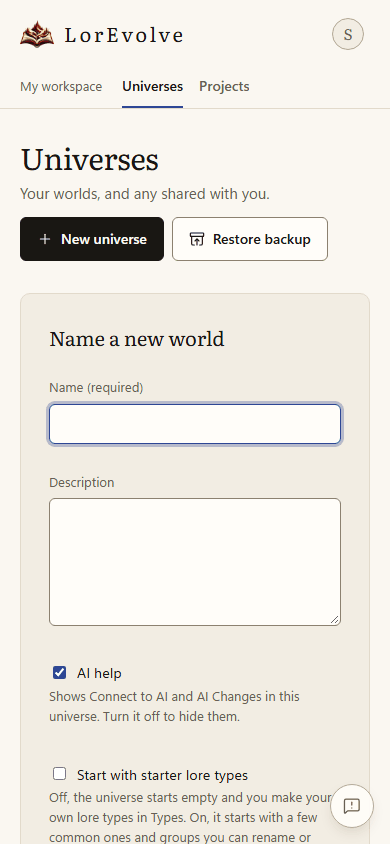 LorEvolve
S
My workspace
Universes
Projects
Universes
Your worlds, and any shared with you.
New universe
Restore backup
Name a new world
Name (required)
Description
AI help
Shows Connect to AI and AI Changes in this
universe. Turn it off to hide them.
Start with starter lore types
Off, the universe starts empty and you make your
own lore types in Types. On, it starts with a few
common ones and groups you can rename or